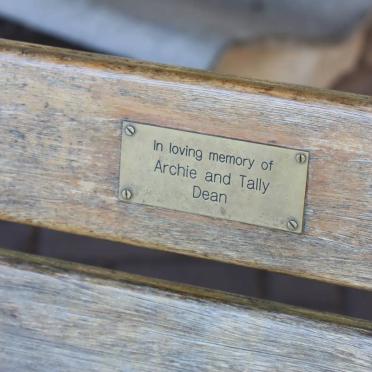 In loving memory of
Archie and Tally
Dean